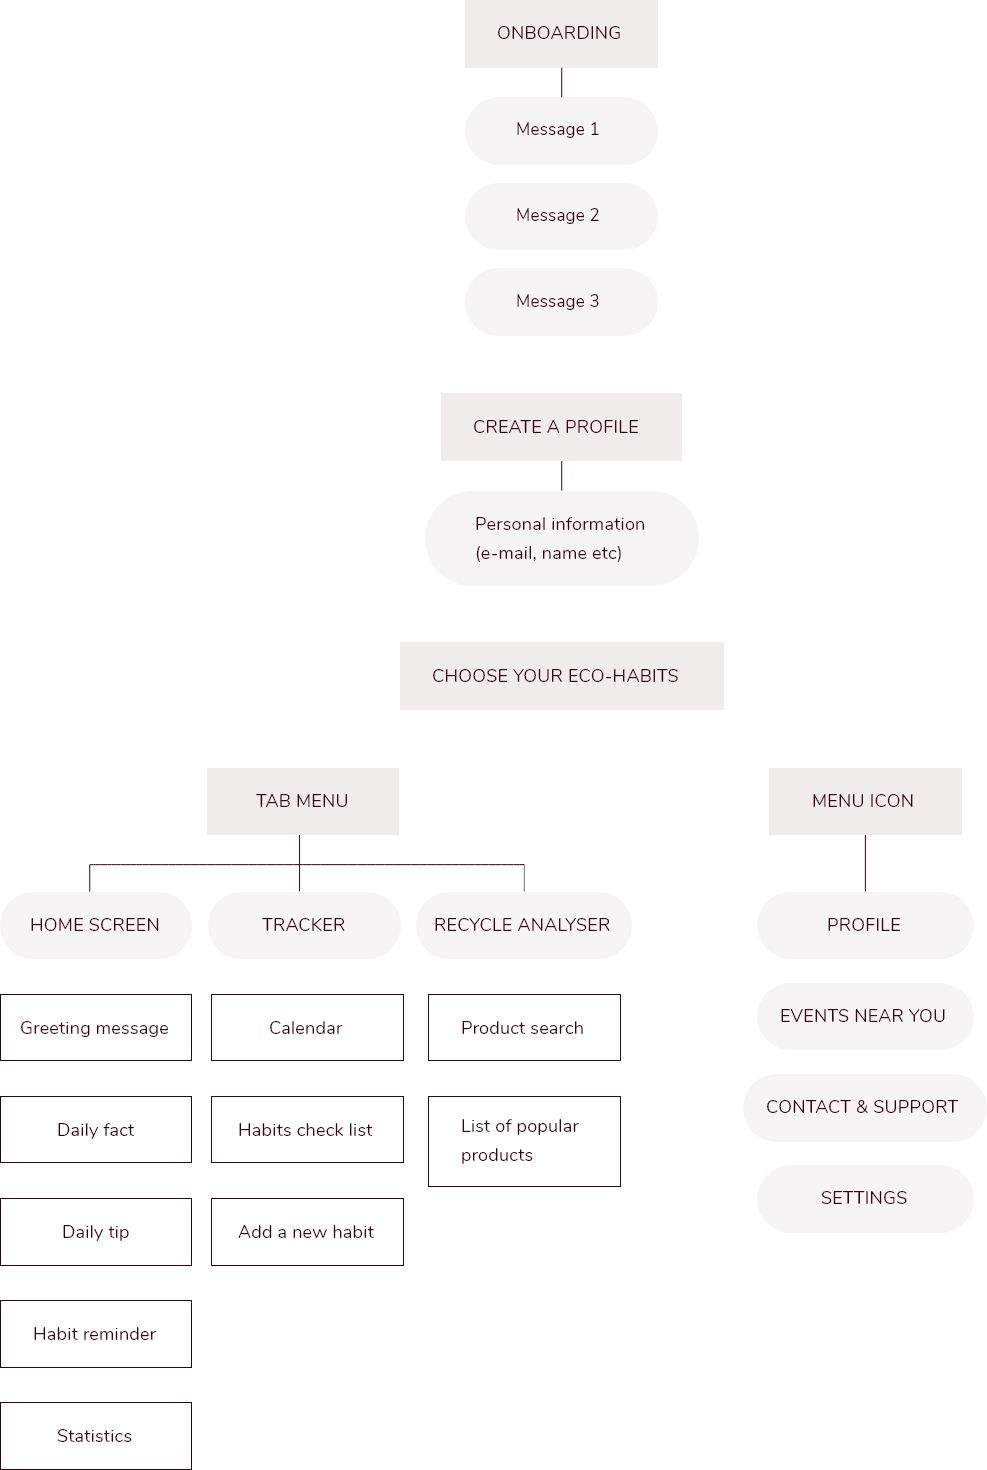 ONBOARDING
Message 1
Message 2
Message 3
CREATE A PROFILE
Personal information
(e-mail, name etc)
CHOOSE YOUR ECO-HABITS
TAB MENU
MENU ICON
HOME SCREEN
TRACKER
RECYCLE ANALYSER
PROFILE
Greeting message
Calendar
Product search
EVENTS NEAR YOU
Daily fact
Habits check list
List of popular
products
CONTACT & SUPPORT
Daily tip
Add a new habit
SETTINGS
Habit reminder
Statistics